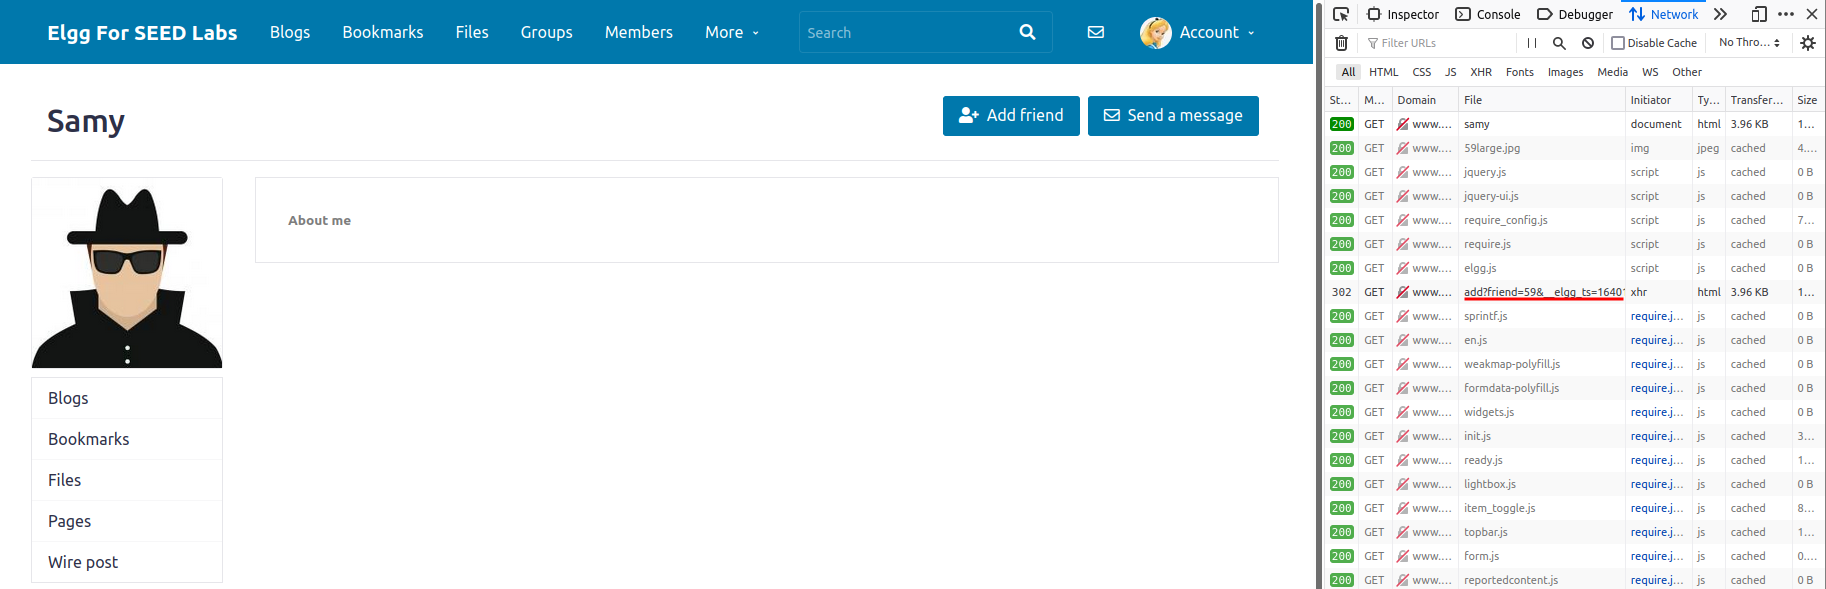 Elgg For SEED Labs Blogs Bookmarks Files Groups Members More Search Account
Samy
Add friend Send a message
About me
Blogs
Bookmarks
Files
Pages
Wire post
Inspector Console Debugger Network
Filter URLs Disable Cache No Thro…
All HTML CSS JS XHR Fonts Images Media WS Other
St… M… Domain File Initiator Ty… Transfer… Size
200 GET www.… samy document html 3.96 KB 1…
200 GET www.… 59large.jpg img jpeg cached 4.…
200 GET www.… jquery.js script js cached 0 B
200 GET www.… jquery-ui.js script js cached 0 B
200 GET www.… require_config.js script js cached 7…
200 GET www.… require.js script js cached 0 B
200 GET www.… elgg.js script js cached 0 B
302 GET www.… add?friend=59&__elgg_ts=1640 xhr html 3.96 KB 1…
200 GET www.… sprintf.js require.j… js cached 0 B
200 GET www.… en.js require.j… js cached 0 B
200 GET www.… weakmap-polyfill.js require.j… js cached 0 B
200 GET www.… formdata-polyfill.js require.j… js cached 0 B
200 GET www.… widgets.js require.j… js cached 0 B
200 GET www.… init.js require.j… js cached 3…
200 GET www.… ready.js require.j… js cached 1…
200 GET www.… lightbox.js require.j… js cached 0 B
200 GET www.… item_toggle.js require.j… js cached 8…
200 GET www.… topbar.js require.j… js cached 1…
200 GET www.… form.js require.j… js cached 0.…
200 GET www.… reportedcontent.js require.j… js cached 0 B